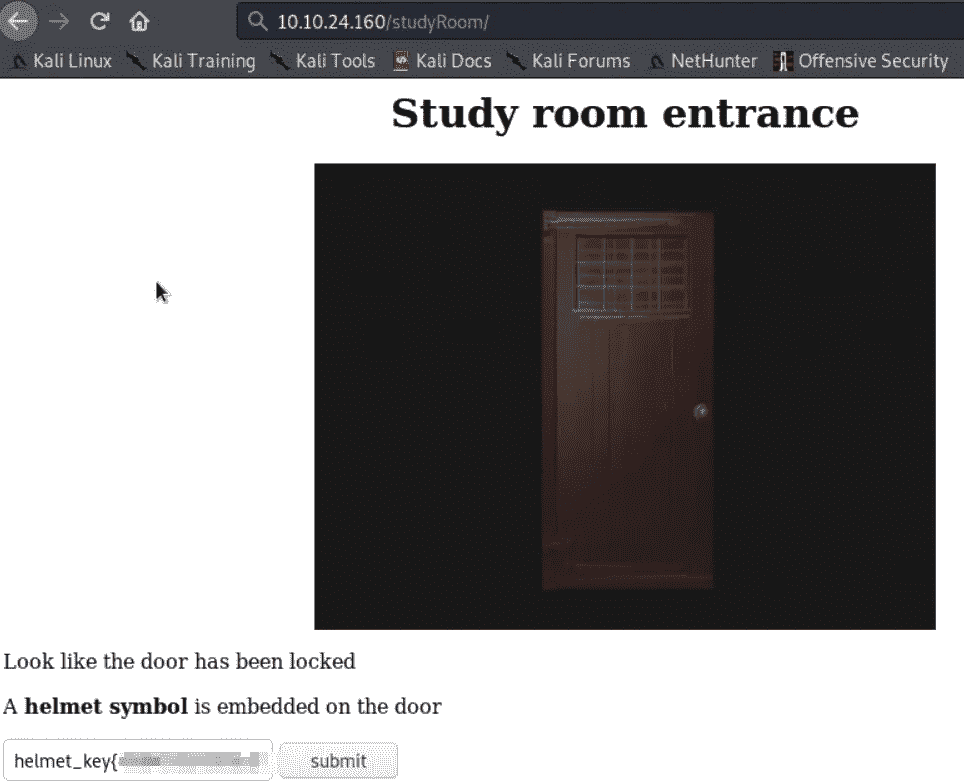 10.10.24.160/studyRoom/
Kali Linux Kali Training Kali Tools Kali Docs Kali Forums NetHunter Offensive Security
Study room entrance
Look like the door has been locked
A helmet symbol is embedded on the door
helmet_key{
submit